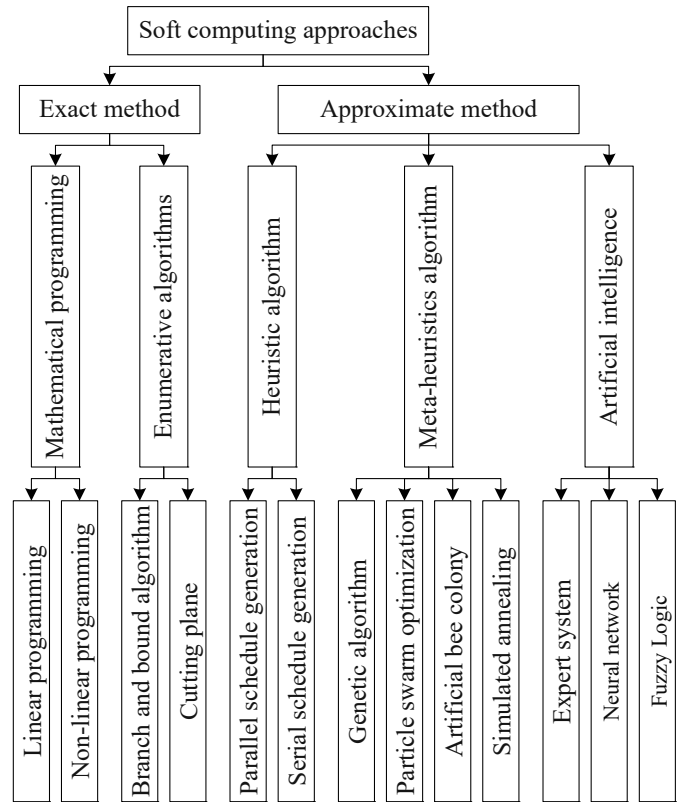 Soft computing approaches
Exact method
Approximate method
Mathematical programming
Enumerative algorithms
Heuristic algorithm
Meta-heuristics algorithm
Artificial intelligence
Linear programming
Non-linear programming
Branch and bound algorithm
Cutting plane
Parallel schedule generation
Serial schedule generation
Genetic algorithm
Particle swarm optimization
Artificial bee colony
Simulated annealing
Expert system
Neural network
Fuzzy Logic